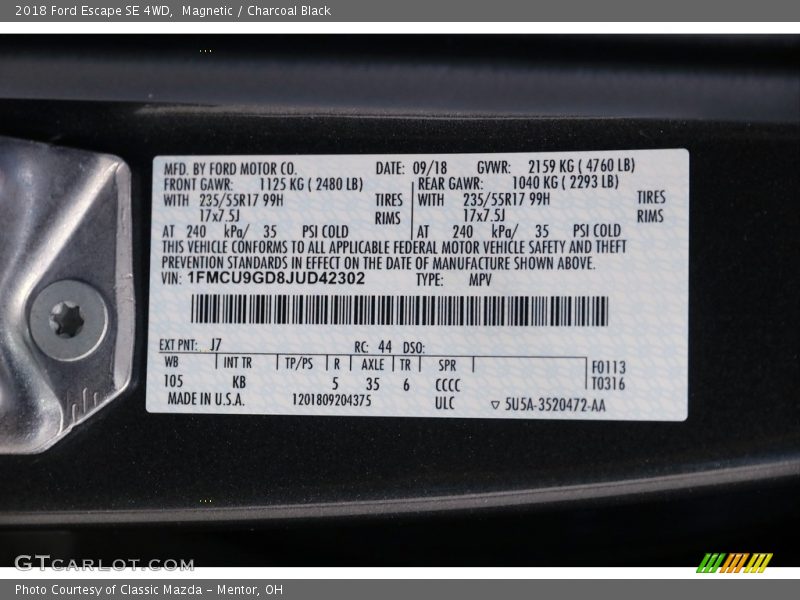 2018 Ford Escape SE 4WD,  Magnetic / Charcoal Black
MFD. BY FORD MOTOR CO. DATE: 09/18 GVWR: 2159 KG ( 4760 LB)
FRONT GAWR: 1125 KG ( 2480 LB) REAR GAWR: 1040 KG ( 2293 LB)
WITH 235/55R17 99H TIRES WITH 235/55R17 99H TIRES
17x7.5J RIMS 17x7.5J RIMS
AT 240 kPa/ 35 PSI COLD AT 240 kPa/ 35 PSI COLD
THIS VEHICLE CONFORMS TO ALL APPLICABLE FEDERAL MOTOR VEHICLE SAFETY AND THEFT
PREVENTION STANDARDS IN EFFECT ON THE DATE OF MANUFACTURE SHOWN ABOVE.
VIN: 1FMCU9GD8JUD42302 TYPE: MPV
EXT PNT: J7 RC: 44 DSO:
WB INT TR TP/PS R AXLE TR SPR F0113
105 KB 5 35 6 CCCC T0316
MADE IN U.S.A. 1201809204375 ULC ▽ 5U5A-3520472-AA
GTCARLOT.COM
Photo Courtesy of Classic Mazda - Mentor, OH